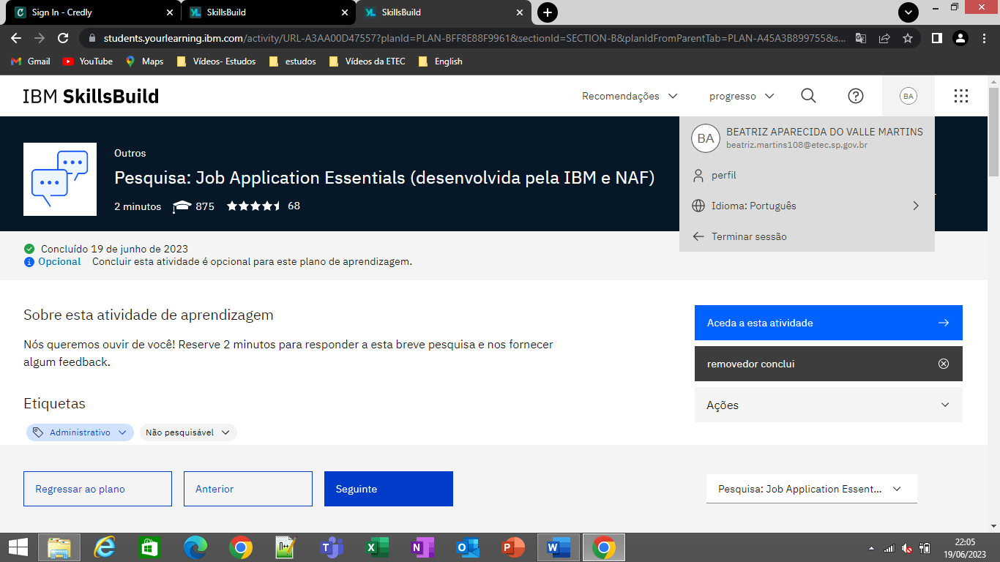 Sign In - Credly
SkillsBuild
SkillsBuild
students.yourlearning.ibm.com/activity/URL-A3AA00D47557?planId=PLAN-BFF8E88F9961&sectionId=SECTION-B&planIdFromParentTab=PLAN-A45A3B899755&s...
Gmail
YouTube
Maps
Vídeos- Estudos
estudos
Vídeos da ETEC
English
IBM SkillsBuild
Recomendações
progresso
BA
BA
BEATRIZ APARECIDA DO VALLE MARTINS
beatriz.martins108@etec.sp.gov.br
perfil
Idioma: Português
Terminar sessão
Outros
Pesquisa: Job Application Essentials (desenvolvida pela IBM e NAF)
2 minutos 875 68
Concluído 19 de junho de 2023
Opcional Concluir esta atividade é opcional para este plano de aprendizagem.
Sobre esta atividade de aprendizagem
Nós queremos ouvir de você! Reserve 2 minutos para responder a esta breve pesquisa e nos fornecer
algum feedback.
Etiquetas
Administrativo
Não pesquisável
Aceda a esta atividade
removedor conclui
Ações
Regressar ao plano
Anterior
Seguinte
Pesquisa: Job Application Essent...
22:05
19/06/2023